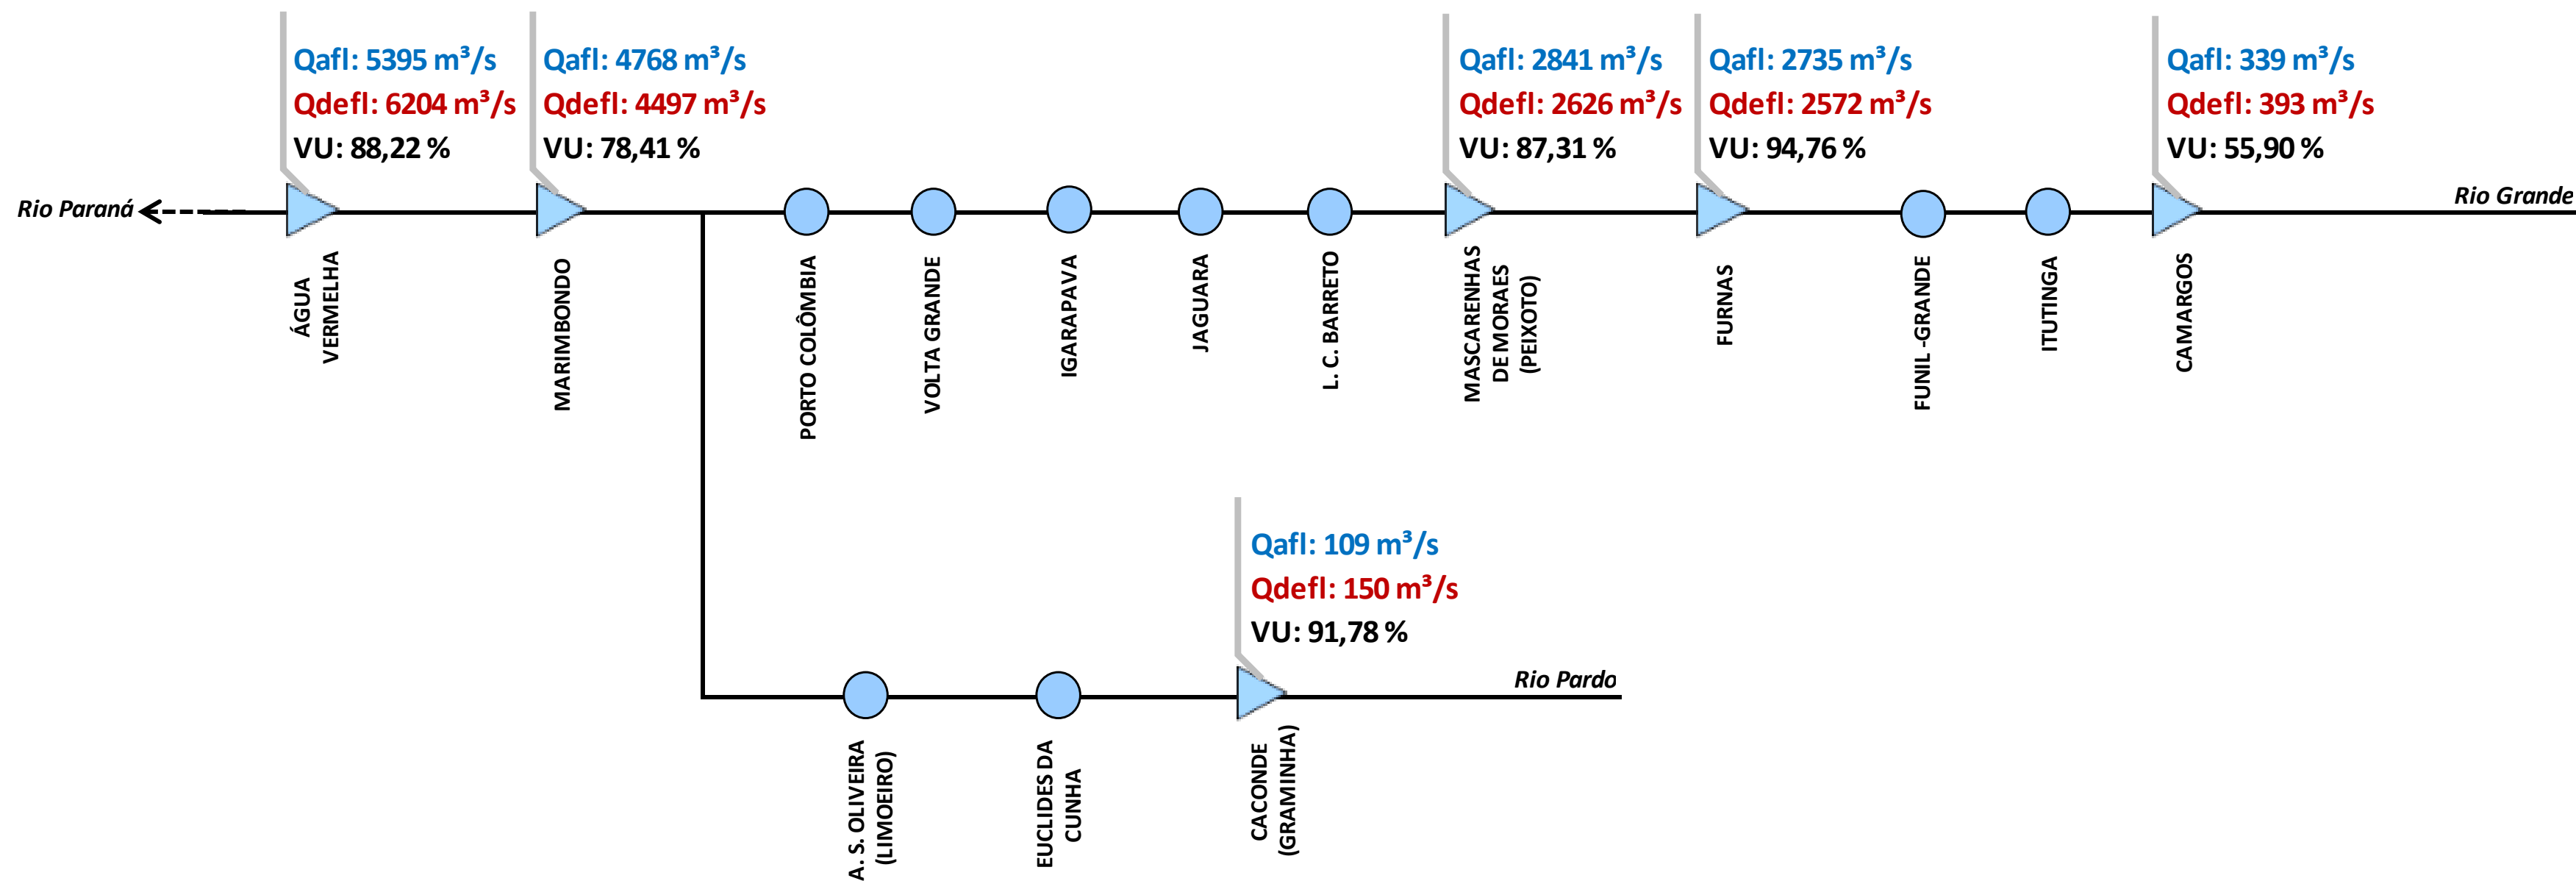 Qafl: 5395 m³/s
Qdefl: 6204 m³/s
VU: 88,22 %
Qafl: 4768 m³/s
Qdefl: 4497 m³/s
VU: 78,41 %
Qafl: 2841 m³/s
Qdefl: 2626 m³/s
VU: 87,31 %
Qafl: 2735 m³/s
Qdefl: 2572 m³/s
VU: 94,76 %
Qafl: 339 m³/s
Qdefl: 393 m³/s
VU: 55,90 %
Rio Paraná
Rio Grande
ÁGUA
VERMELHA
MARIMBONDO
PORTO COLÔMBIA
VOLTA GRANDE
IGARAPAVA
JAGUARA
L. C. BARRETO
MASCARENHAS
DE MORAES
(PEIXOTO)
FURNAS
FUNIL -GRANDE
ITUTINGA
CAMARGOS
Qafl: 109 m³/s
Qdefl: 150 m³/s
VU: 91,78 %
Rio Pardo
A. S. OLIVEIRA
(LIMOEIRO)
EUCLIDES DA
CUNHA
CACONDE
(GRAMINHA)